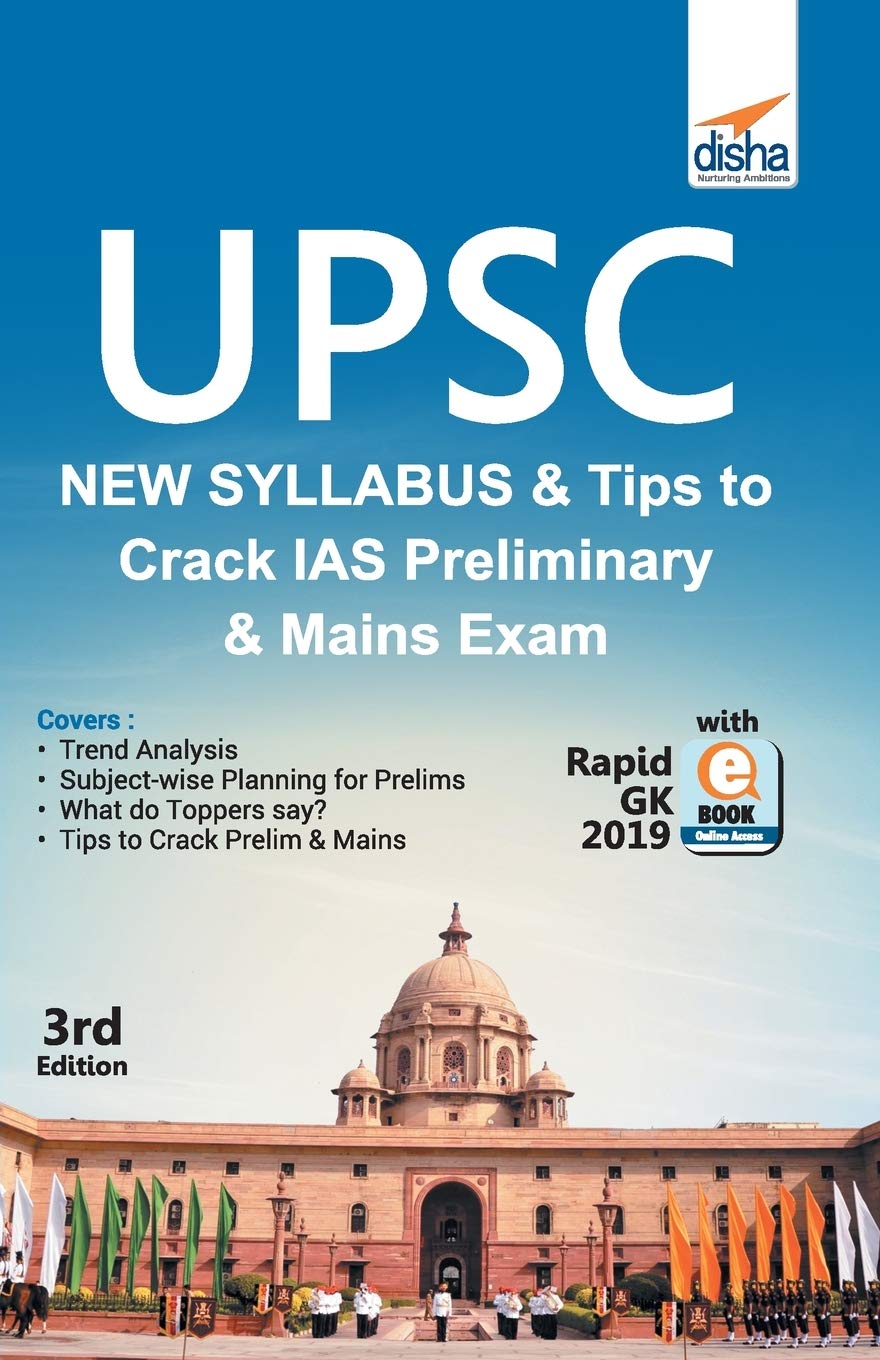 disha
Nurturing Ambitions
UPSC
NEW SYLLABUS & Tips to
Crack IAS Preliminary
& Mains Exam
Covers :
• Trend Analysis
• Subject-wise Planning for Prelims
• What do Toppers say?
• Tips to Crack Prelim & Mains
with
Rapid
GK
2019
e
BOOK
Online Access
3rd
Edition